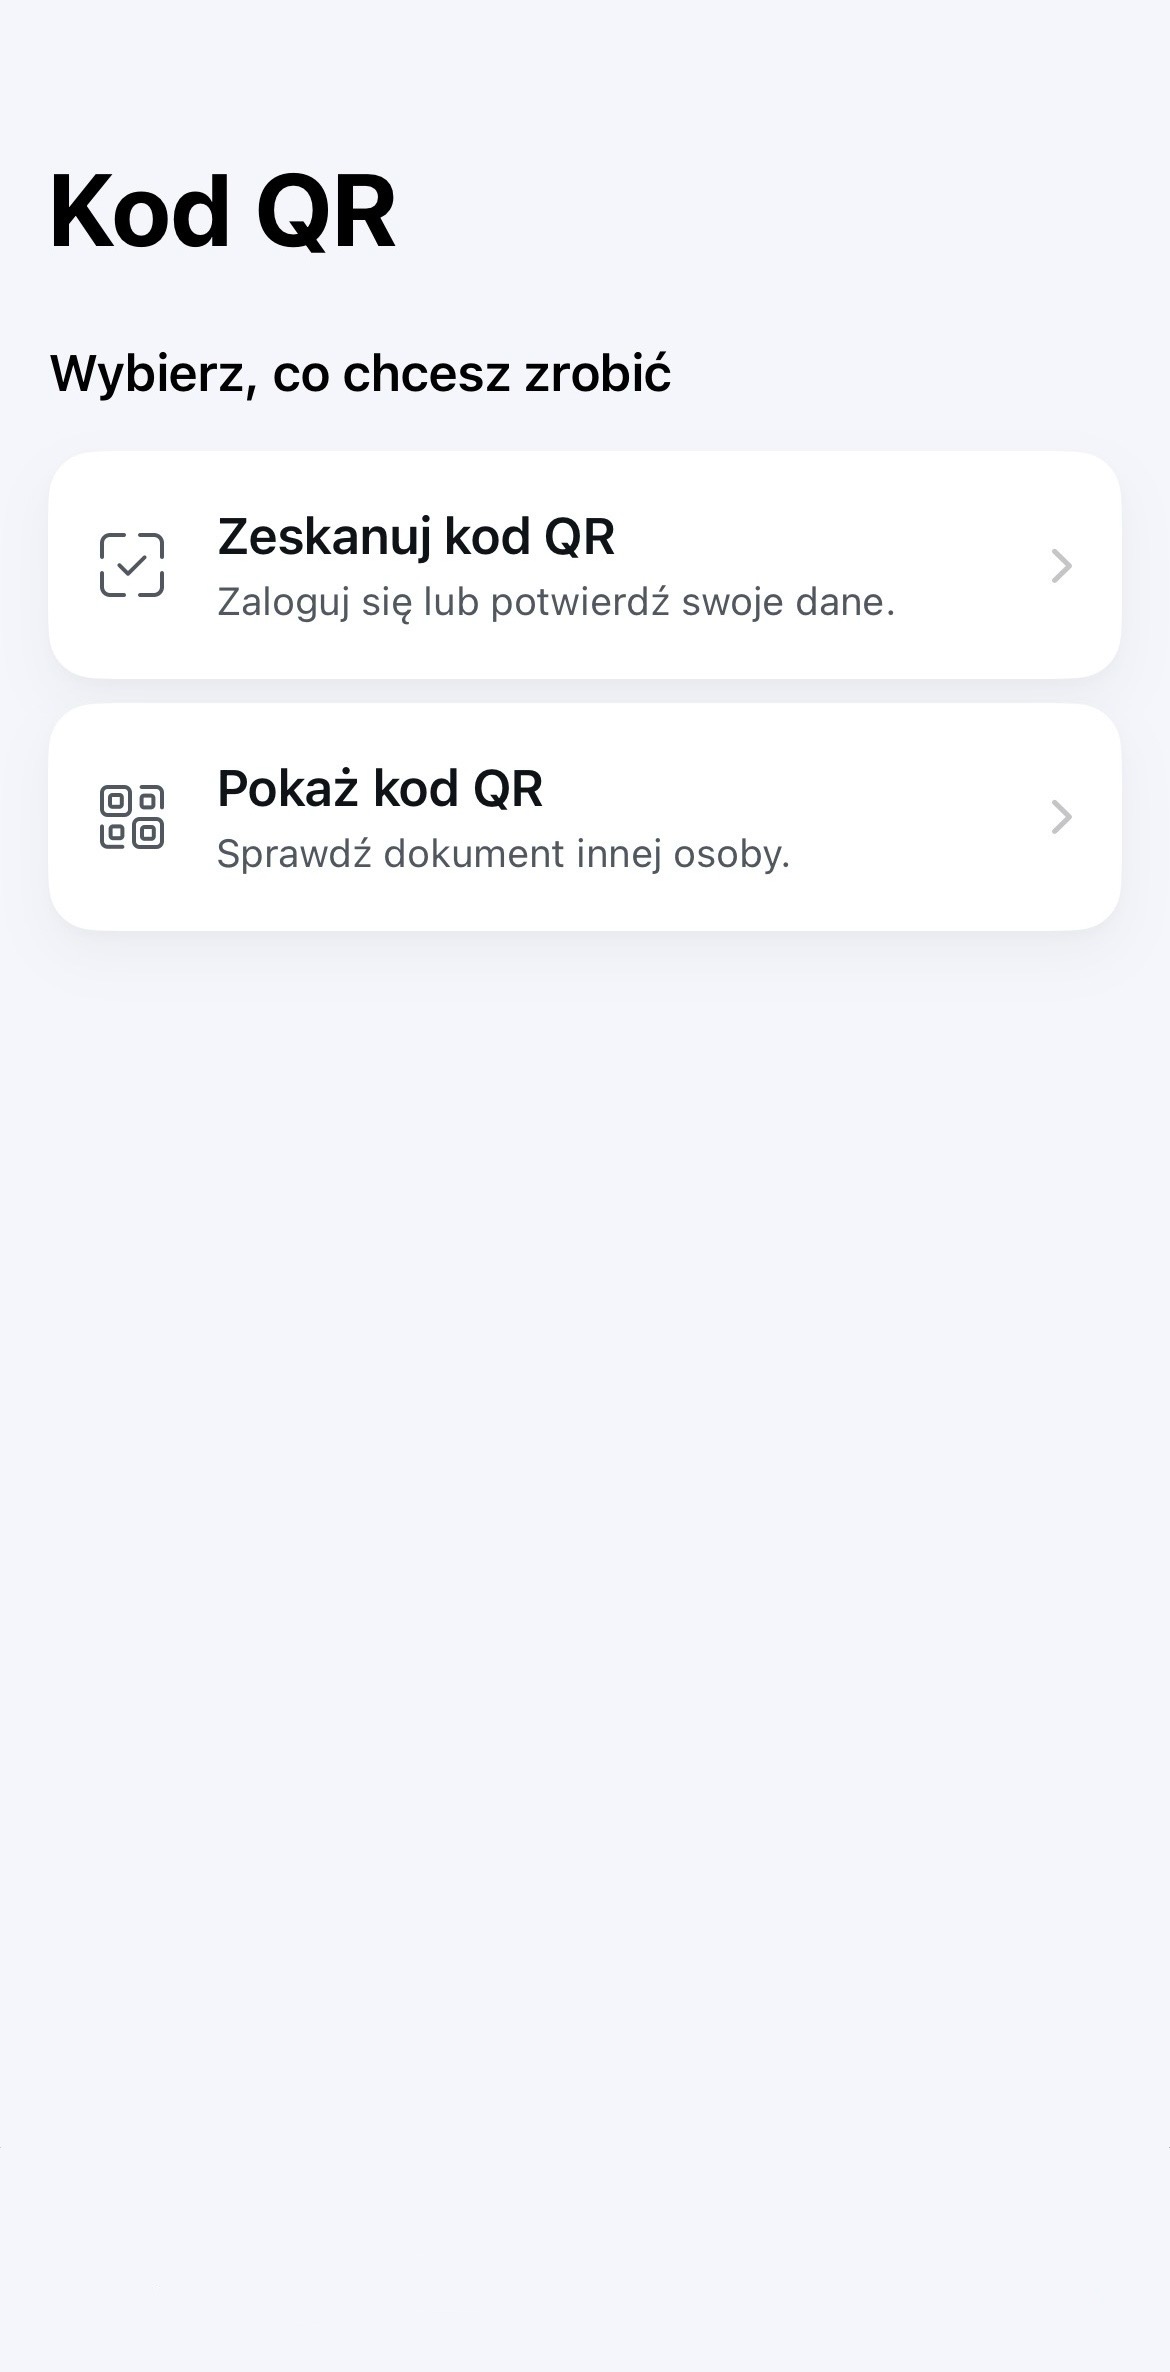 Kod QR
Wybierz, co chcesz zrobić
Zeskanuj kod QR
Zaloguj się lub potwierdź swoje dane.
Pokaż kod QR
Sprawdź dokument innej osoby.